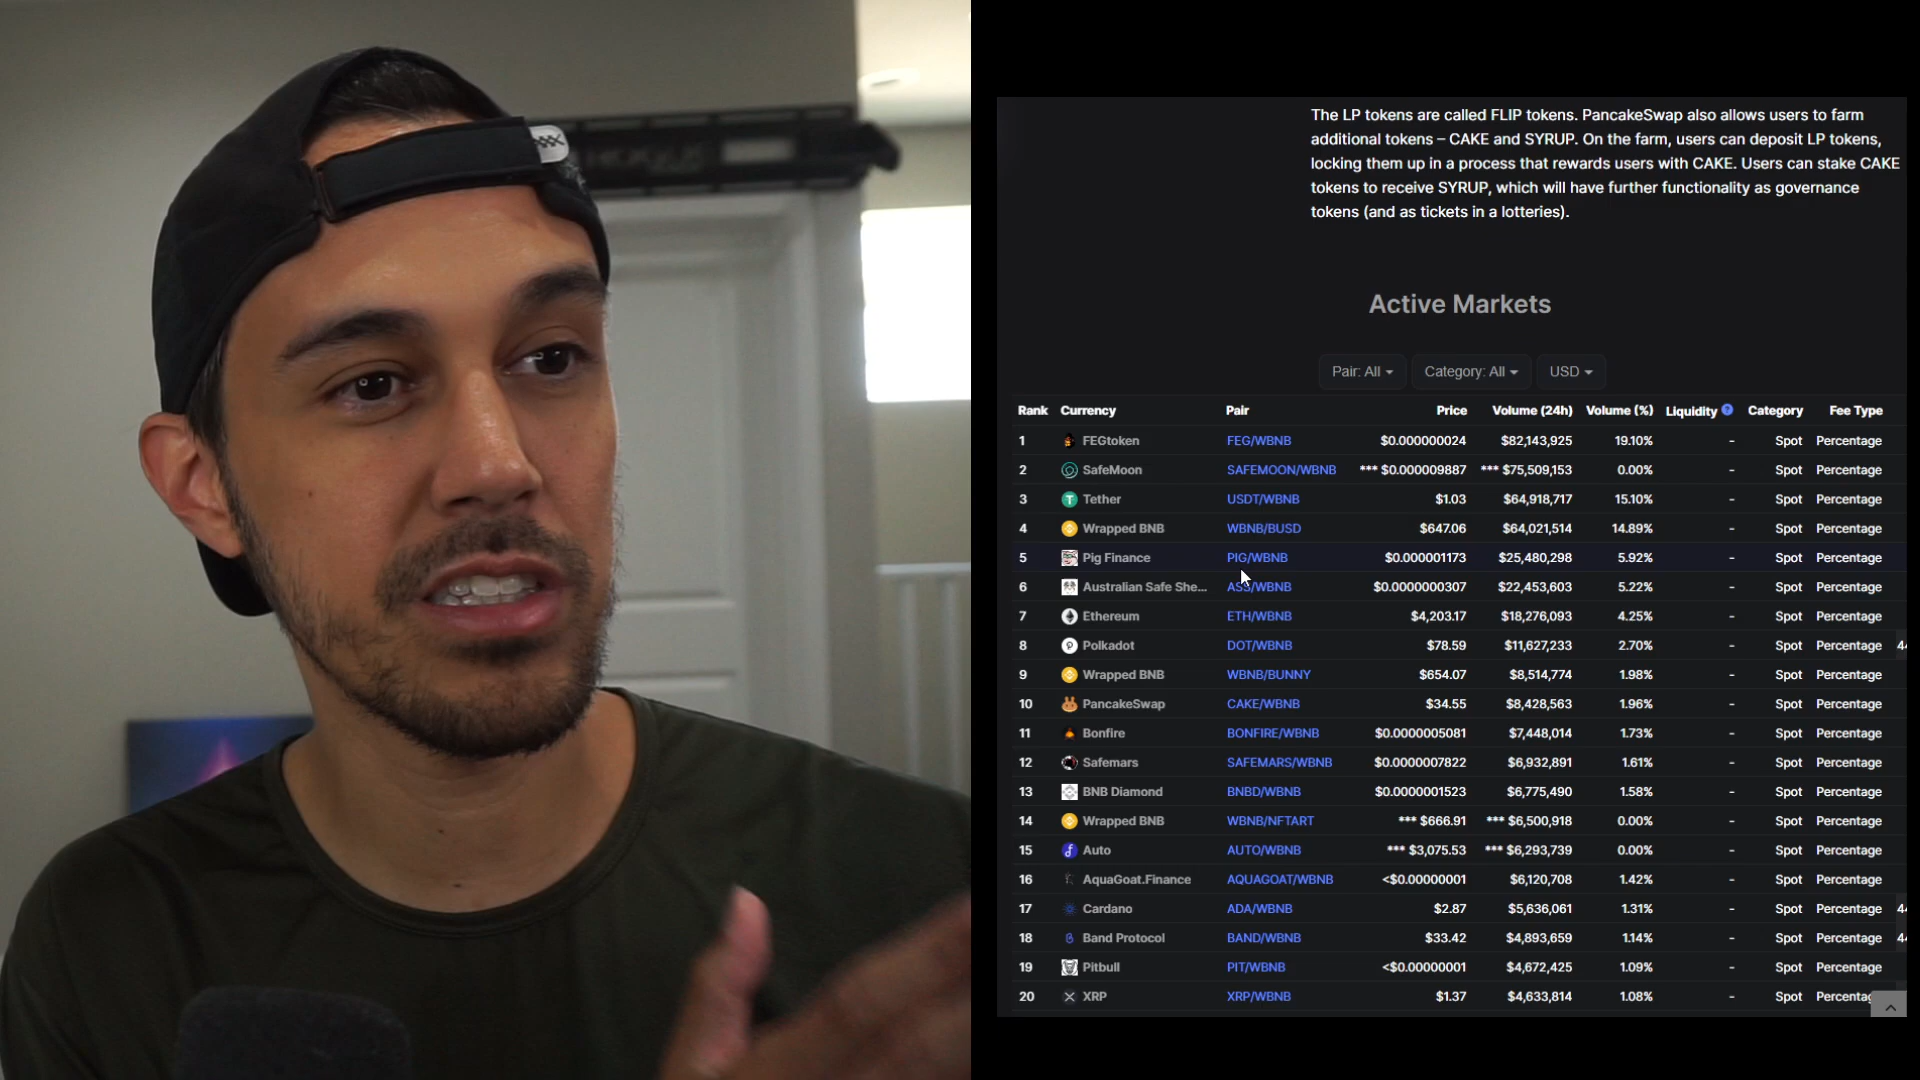 The LP tokens are called FLIP tokens. PancakeSwap also allows users to farm
additional tokens – CAKE and SYRUP. On the farm, users can deposit LP tokens,
locking them up in a process that rewards users with CAKE. Users can stake CAKE
tokens to receive SYRUP, which will have further functionality as governance
tokens (and as tickets in a lotteries).
Active Markets
Pair: All Category: All USD
Rank Currency Pair Price Volume (24h) Volume (%) Liquidity ? Category Fee Type
1 FEGtoken FEG/WBNB $0.000000024 $82,143,925 19.10% - Spot Percentage
2 SafeMoon SAFEMOON/WBNB *** $0.000009887 *** $75,509,153 0.00% - Spot Percentage
3 Tether USDT/WBNB $1.03 $64,918,717 15.10% - Spot Percentage
4 Wrapped BNB WBNB/BUSD $647.06 $64,021,514 14.89% - Spot Percentage
5 Pig Finance PIG/WBNB $0.000001173 $25,480,298 5.92% - Spot Percentage
6 Australian Safe She... ASS/WBNB $0.0000000307 $22,453,603 5.22% - Spot Percentage
7 Ethereum ETH/WBNB $4,203.17 $18,276,093 4.25% - Spot Percentage
8 Polkadot DOT/WBNB $78.59 $11,627,233 2.70% - Spot Percentage
9 Wrapped BNB WBNB/BUNNY $654.07 $8,514,774 1.98% - Spot Percentage
10 PancakeSwap CAKE/WBNB $34.55 $8,428,563 1.96% - Spot Percentage
11 Bonfire BONFIRE/WBNB $0.0000005081 $7,448,014 1.73% - Spot Percentage
12 Safemars SAFEMARS/WBNB $0.0000007822 $6,932,891 1.61% - Spot Percentage
13 BNB Diamond BNBD/WBNB $0.0000001523 $6,775,490 1.58% - Spot Percentage
14 Wrapped BNB WBNB/NFTART *** $666.91 *** $6,500,918 0.00% - Spot Percentage
15 Auto AUTO/WBNB *** $3,075.53 *** $6,293,739 0.00% - Spot Percentage
16 AquaGoat.Finance AQUAGOAT/WBNB <$0.00000001 $6,120,708 1.42% - Spot Percentage
17 Cardano ADA/WBNB $2.87 $5,636,061 1.31% - Spot Percentage
18 Band Protocol BAND/WBNB $33.42 $4,893,659 1.14% - Spot Percentage
19 Pitbull PIT/WBNB <$0.00000001 $4,672,425 1.09% - Spot Percentage
20 XRP XRP/WBNB $1.37 $4,633,814 1.08% - Spot